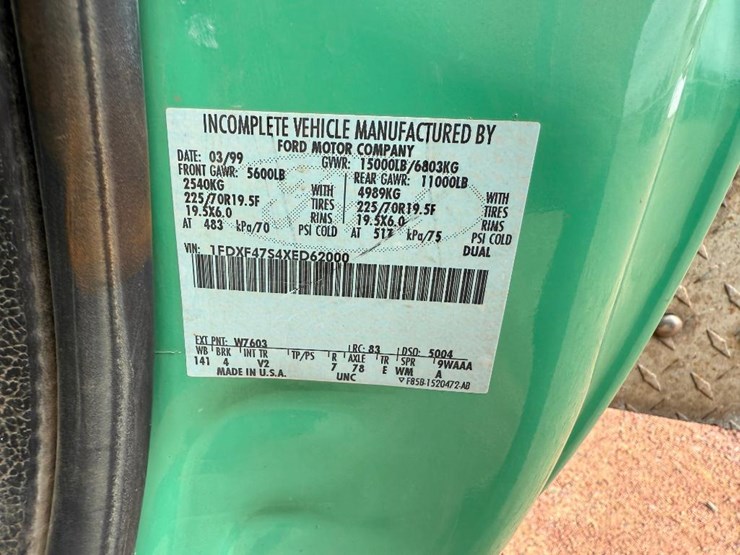 INCOMPLETE VEHICLE MANUFACTURED BY
FORD MOTOR COMPANY
DATE: 03/99 GVWR: 15000LB/6803KG
FRONT GAWR: 5600LB REAR GAWR: 11000LB
2540KG WITH 4989KG WITH
225/70R19.5F TIRES 225/70R19.5F TIRES
19.5X6.0 RIMS 19.5X6.0 RIMS
AT 483 kPa/70 PSI COLD AT 517 kPa/75 PSI COLD
DUAL
VIN: 1FDXF47S4XED62000
EXT PNT: W7603 RC: 83 DSO: 5004
WB BRK INT TR TP/PS R AXLE TR SPR 9WAAA
141 4 V2 7 78 E WM A
MADE IN U.S.A. UNC ▽ F85B-1520472-AB